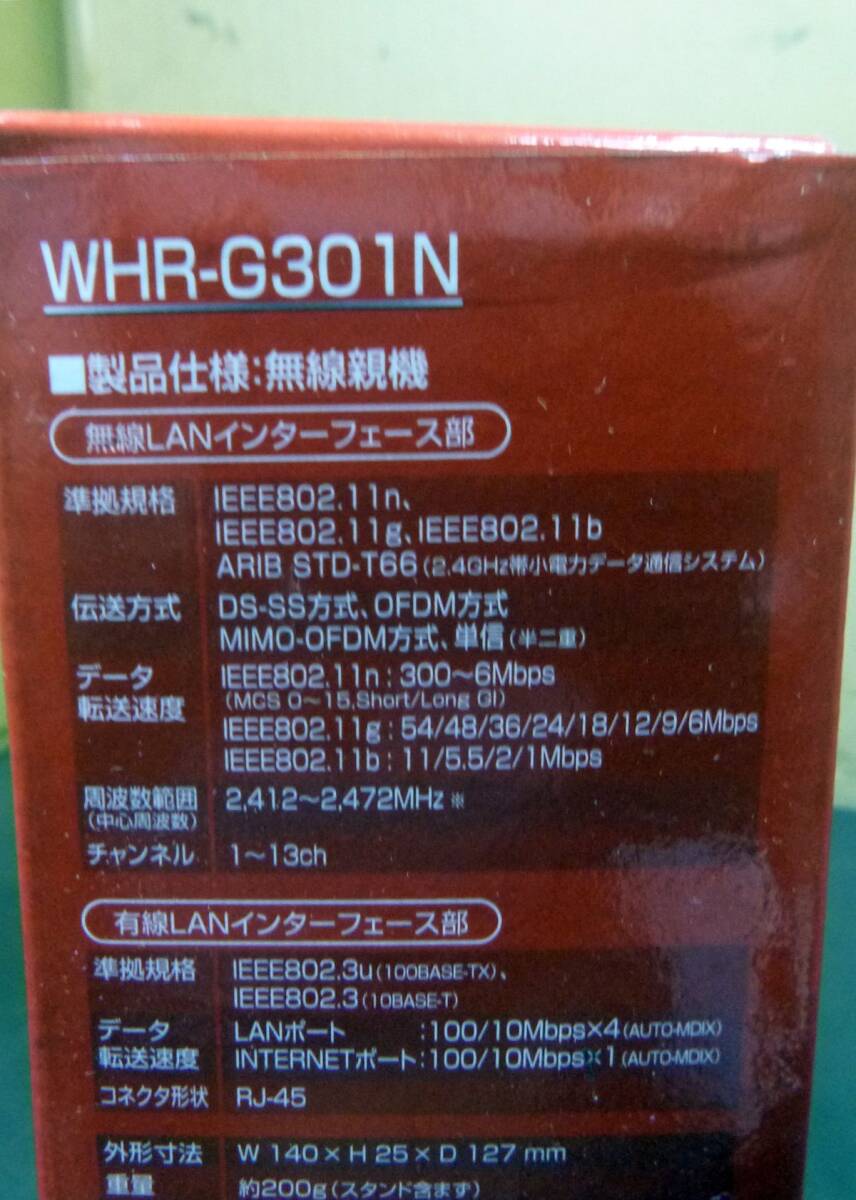 WHR-G301N
■製品仕様:無線親機
無線LANインターフェース部
準拠規格 IEEE802.11n、
IEEE802.11g、IEEE802.11b
ARIB STD-T66(2.4GHz帯小電力データ通信システム)
伝送方式 DS-SS方式、OFDM方式
MIMO-OFDM方式、単信(半二重)
データ IEEE802.11n:300~6Mbps
転送速度 (MCS 0~15,Short/Long GI)
IEEE802.11g:54/48/36/24/18/12/9/6Mbps
IEEE802.11b:11/5.5/2/1Mbps
周波数範囲 2,412~2,472MHz ※
(中心周波数)
チャンネル 1~13ch
有線LANインターフェース部
準拠規格 IEEE802.3u(100BASE-TX)、
IEEE802.3(10BASE-T)
データ LANポート :100/10Mbps×4(AUTO-MDIX)
転送速度 INTERNETポート:100/10Mbps×1(AUTO-MDIX)
コネクタ形状 RJ-45
外形寸法 W 140×H 25×D 127 mm
重量 約200g(スタンド含まず)